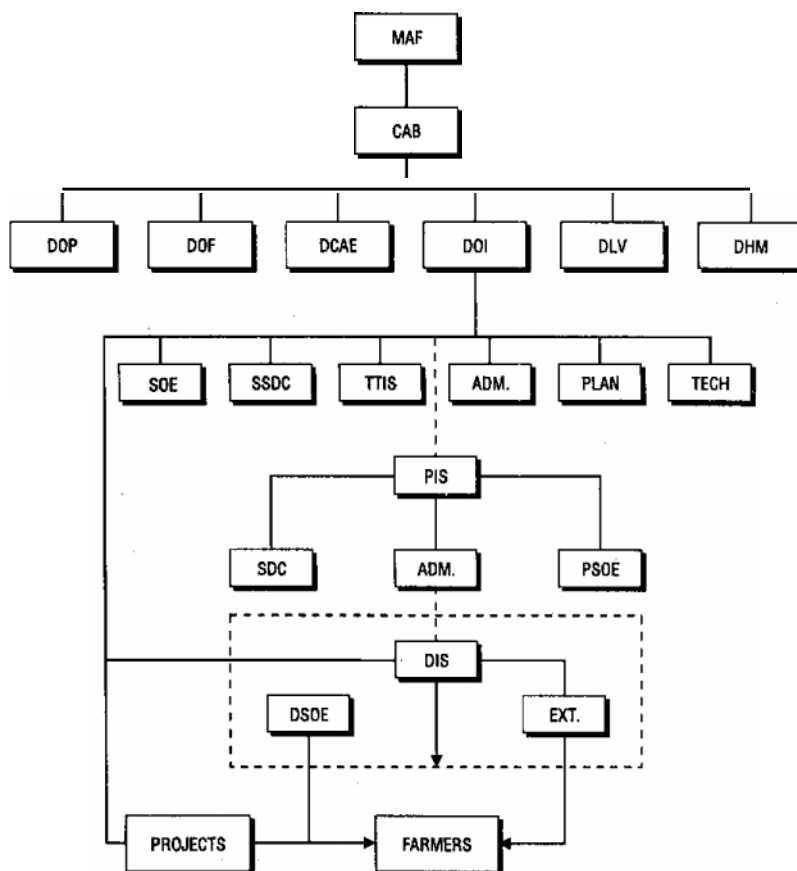 MAF
CAB
DOP DOF DCAE DOI DLV DHM
SOE SSDC TTIS ADM. PLAN TECH
PIS
SDC ADM. PSOE
DIS
DSOE EXT.
PROJECTS FARMERS